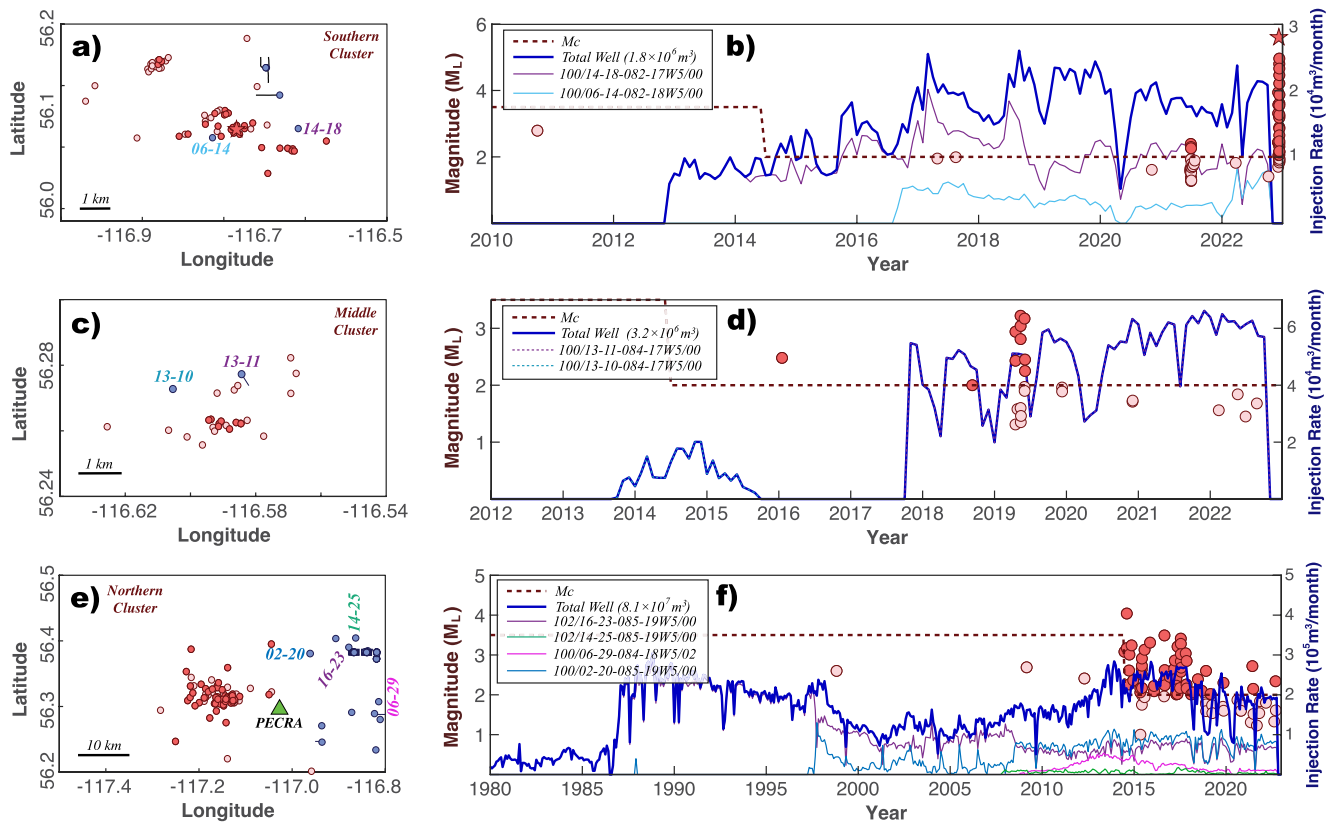 a)
Southern
Cluster
14-18
06-14
1 km
56.2
56.1
56.0
Latitude
-116.9
-116.7
-116.5
Longitude
b)
Mc
Total Well (1.8×10⁶m³)
100/14-18-082-17W5/00
100/06-14-082-18W5/00
6
4
2
Magnitude (M_L)
3
2
1
0
Injection Rate (10⁴m³/month)
2010
2012
2014
2016
2018
2020
2022
Year
c)
Middle
Cluster
13-11
13-10
1 km
56.28
56.24
Latitude
-116.62
-116.58
-116.54
Longitude
d)
Mc
Total Well (3.2×10⁶m³)
100/13-11-084-17W5/00
100/13-10-084-17W5/00
3
2
1
Magnitude (M_L)
6
4
2
Injection Rate (10⁴m³/month)
2012
2013
2014
2015
2016
2017
2018
2019
2020
2021
2022
Year
e)
Northern
Cluster
14-25
02-20
16-23
06-29
PECRA
10 km
56.5
56.4
56.3
56.2
Latitude
-117.4
-117.2
-117.0
-116.8
Longitude
f)
Mc
Total Well (8.1×10⁷m³)
102/16-23-085-19W5/00
102/14-25-085-19W5/00
100/06-29-084-18W5/02
100/02-20-085-19W5/00
5
4
3
2
1
Magnitude (M_L)
5
4
3
2
1
Injection Rate (10⁵m³/month)
1980
1985
1990
1995
2000
2005
2010
2015
2020
Year